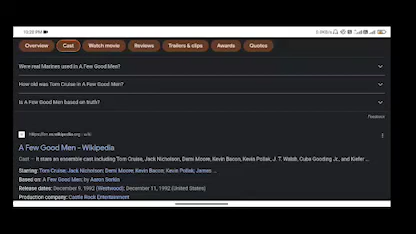 10:22 PM
Overview Cast Watch movie Reviews Trailers & clips Awards Quotes
Were real Marines used in A Few Good Men?
How old was Tom Cruise in A Few Good Men?
Is A Few Good Men based on truth?
Feedback
A Few Good Men - Wikipedia
Cast — It stars an ensemble cast including Tom Cruise, Jack Nicholson, Demi Moore, Kevin Bacon, Kevin Pollak, J. T. Walsh, Cuba Gooding Jr., and Kiefer ...
Starring: Tom Cruise; Jack Nicholson; Demi Moore; Kevin Bacon; Kevin Pollak; James ...
Based on: A Few Good Men; by Aaron Sorkin
Release dates: December 9, 1992 (Westwood); December 11, 1992 (United States)
Production company: Castle Rock Entertainment